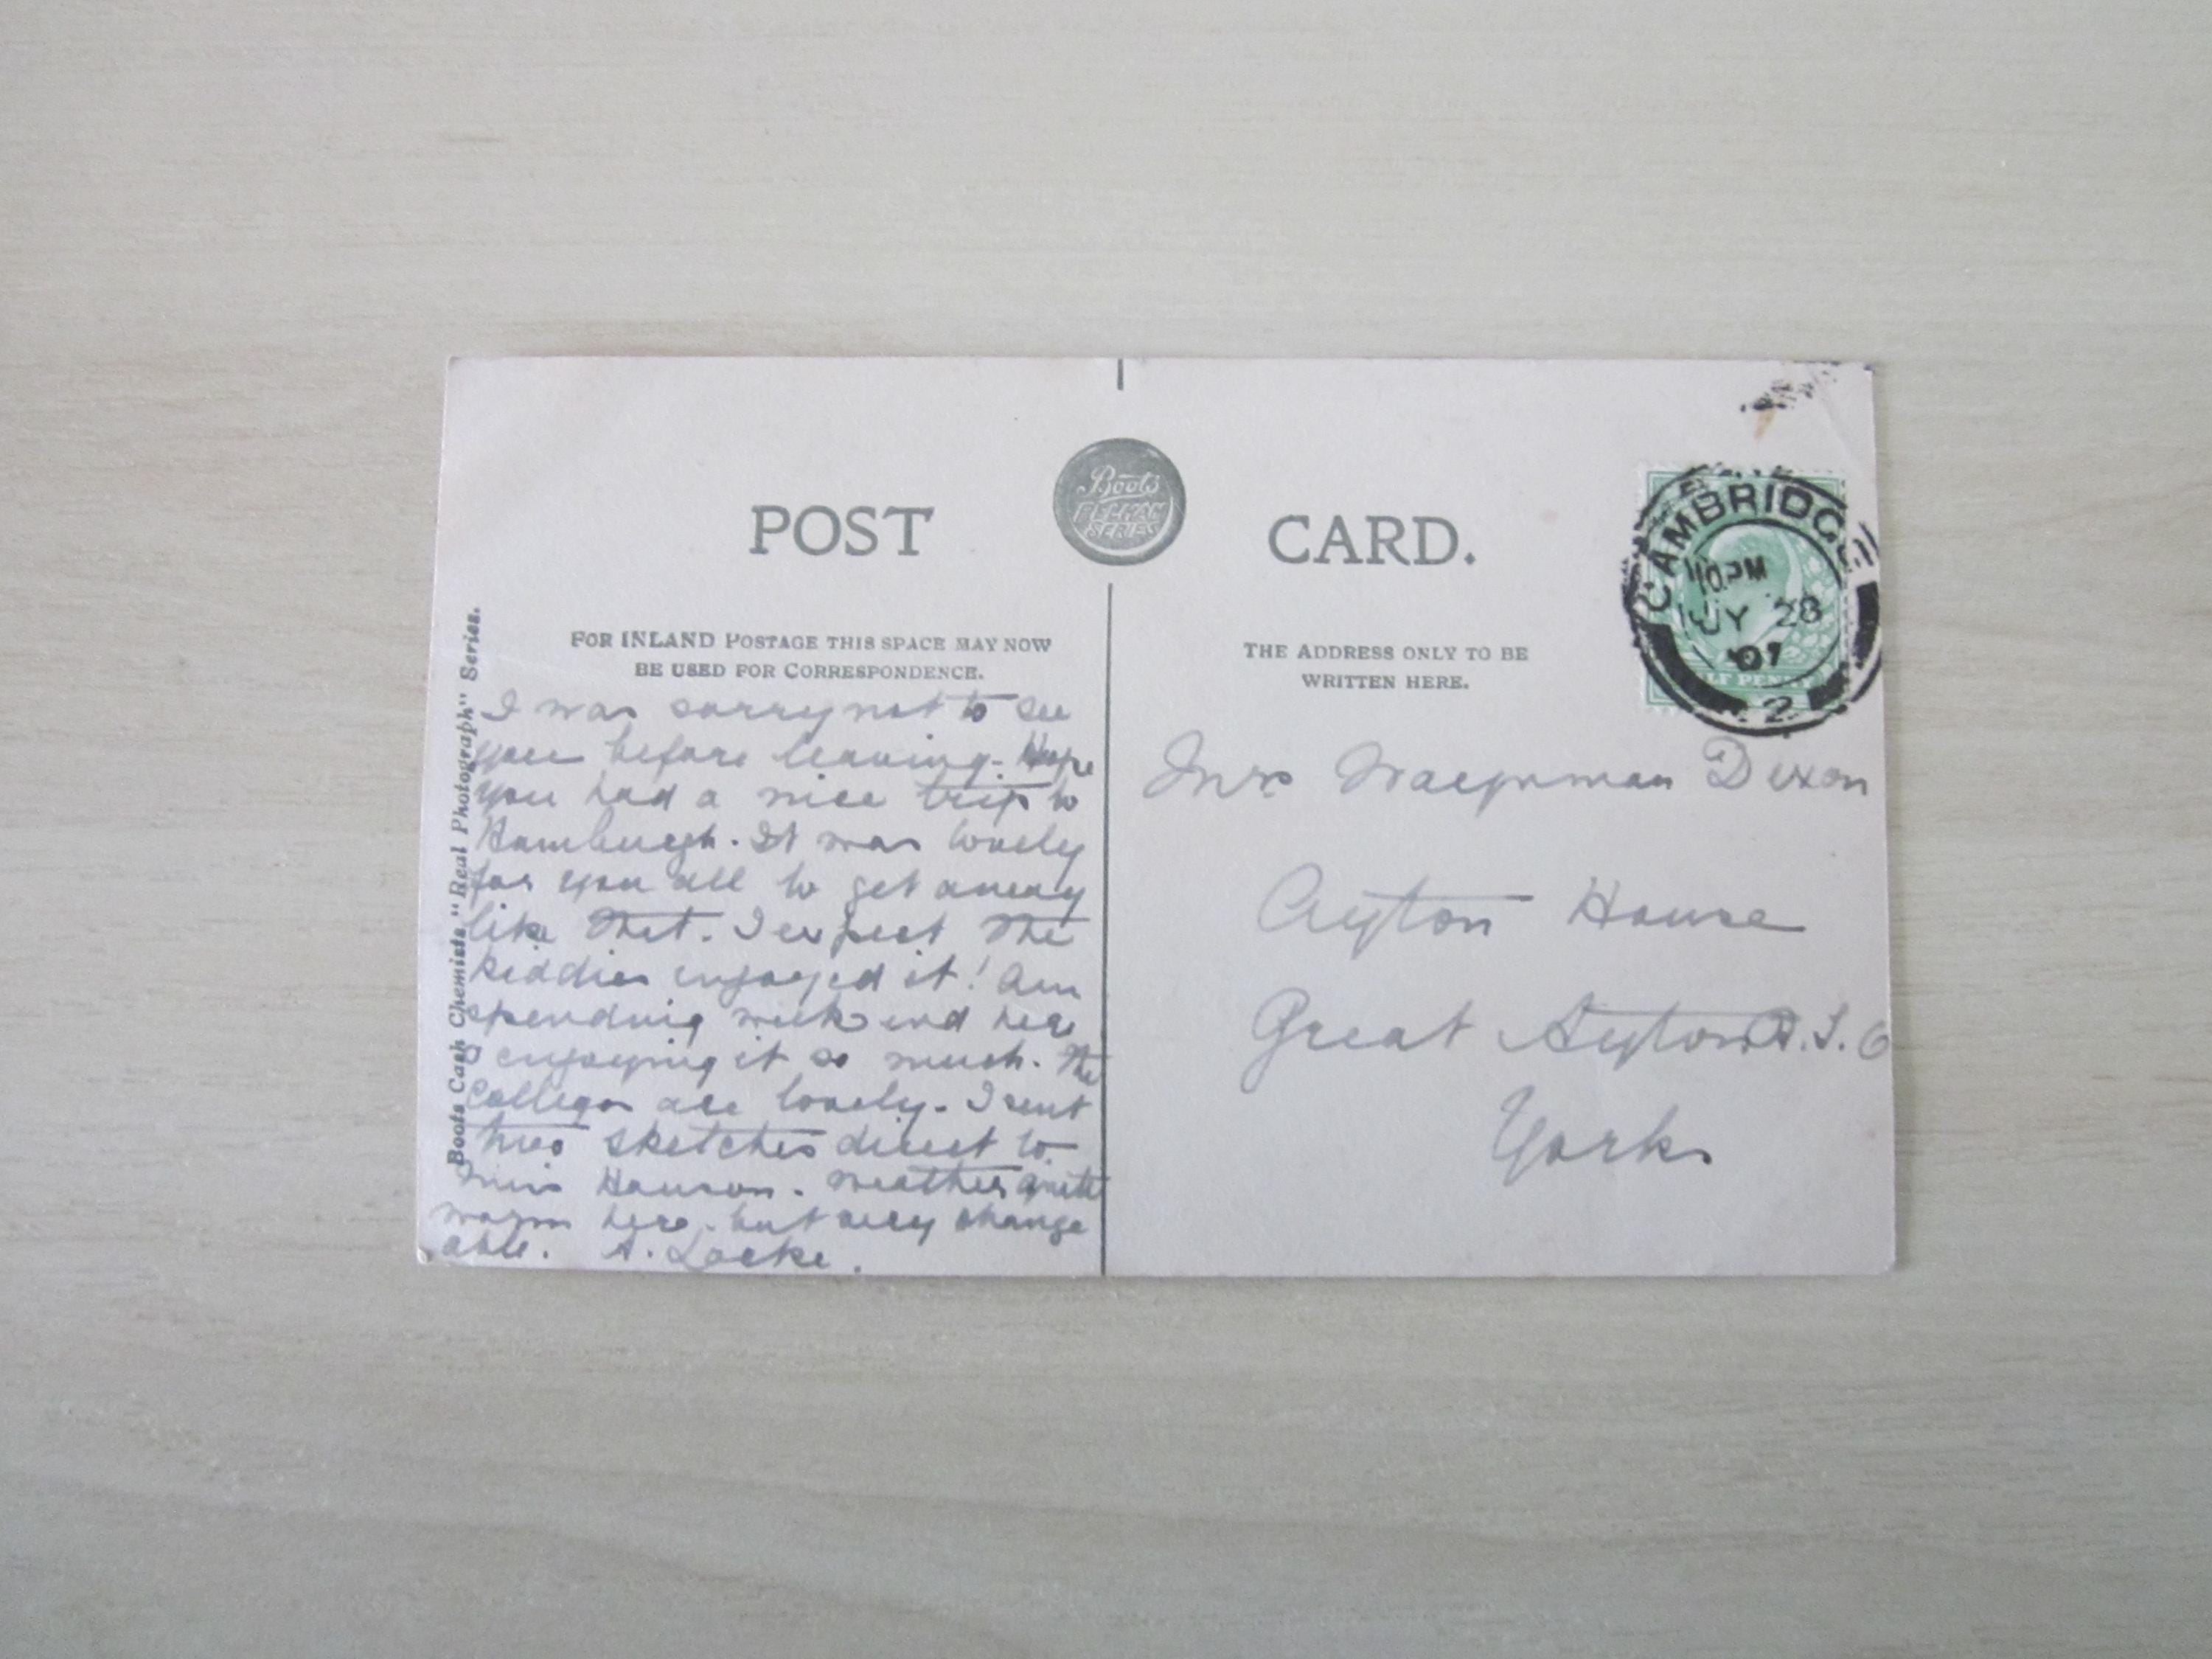 POST
Boots
PELHAM
SERIES
CARD.
FOR INLAND POSTAGE THIS SPACE MAY NOW
BE USED FOR CORRESPONDENCE.
I was sorry not to see
you before leaving. Hope
you had a nice trip to
Hamburgh. It was lovely
for you all to get away
like that. I expect the
kiddies enjoyed it! Am
spending week end here
& enjoying it so much. The
Colleges are lovely. I sent
two sketches direct to
Miss Hanson. Weather quite
warm here, but very change
able. A. Locke.
Boots Cash Chemists "Real Photograph" Series.
THE ADDRESS ONLY TO BE
WRITTEN HERE.
CAMBRIDGE
10.PM
JY 28
07
2
HALF PENNY
Mrs Dixon
Ayton House
Great Ayton R.S.O
Yorks